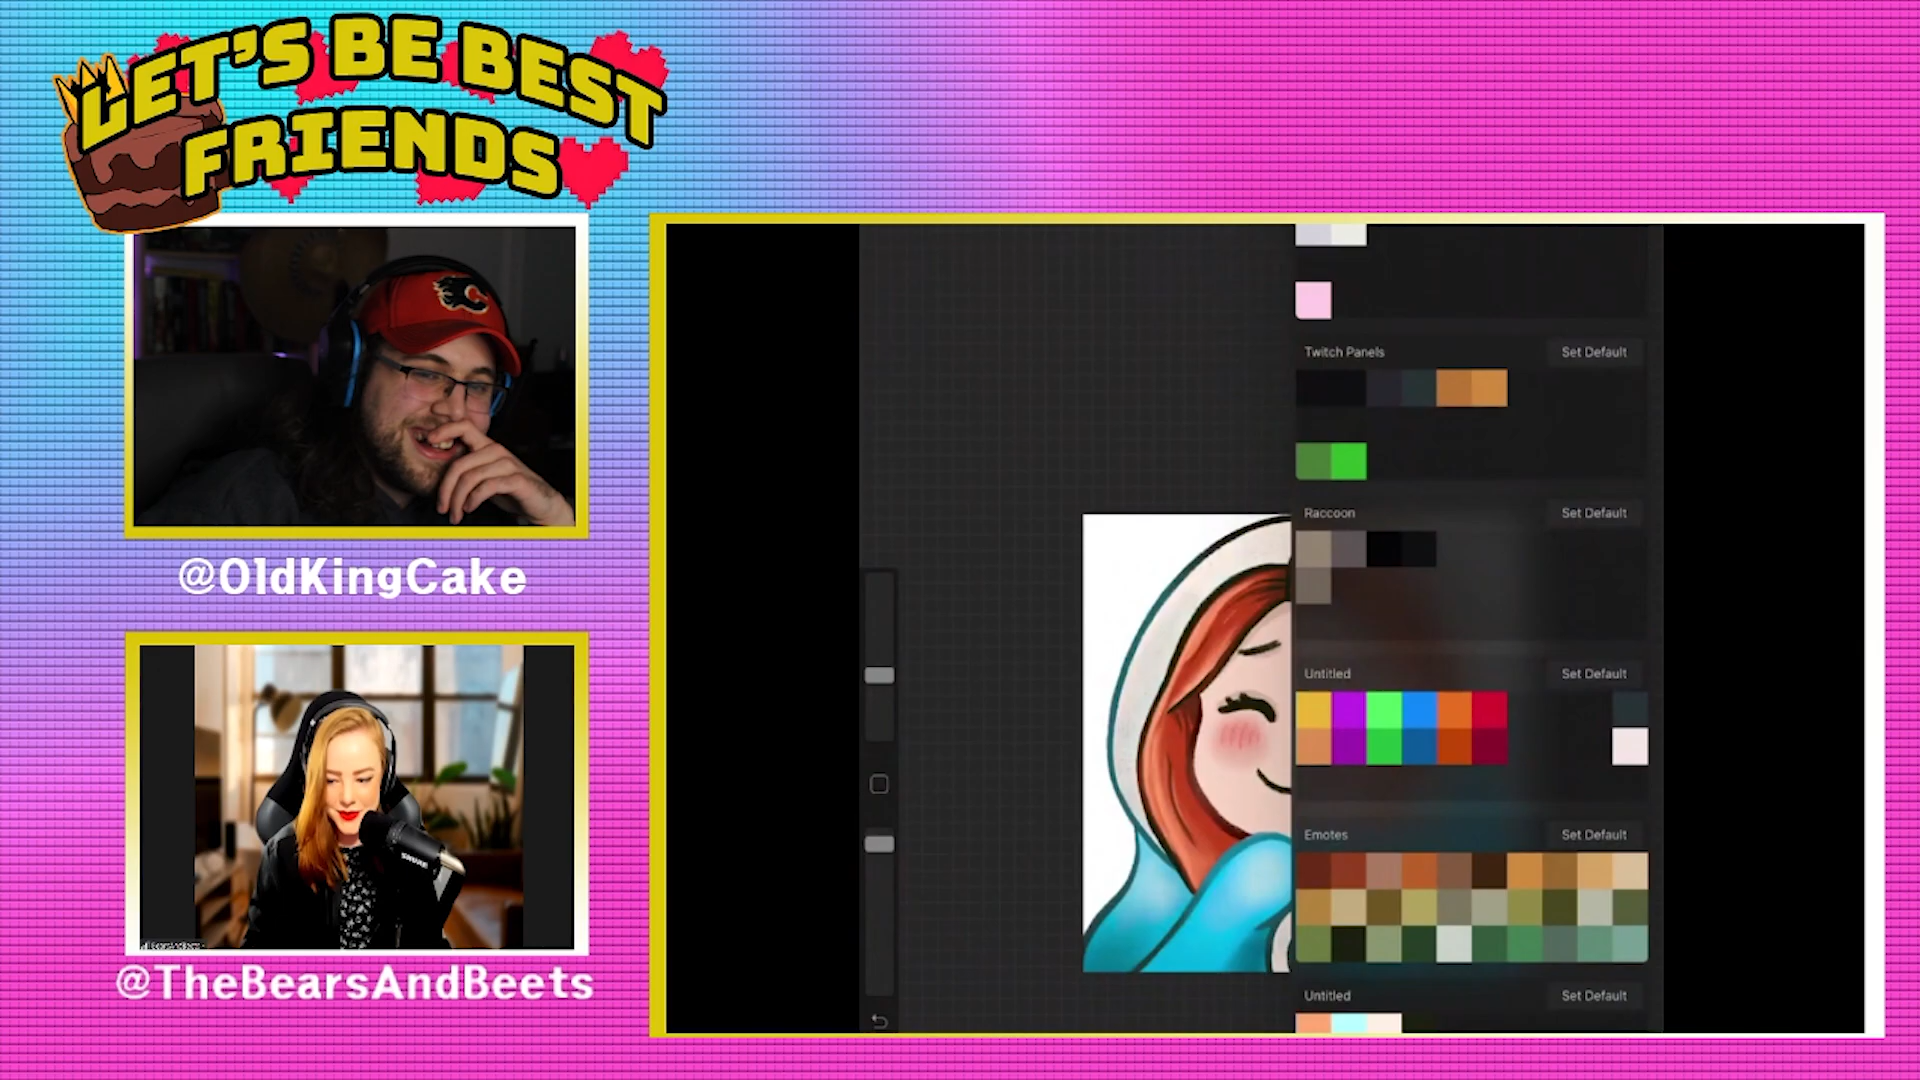 LET'S BE BEST
FRIENDS
@OldKingCake
SHURE
@TheBearsAndBeets
Twitch Panels
Set Default
Raccoon
Set Default
Untitled
Set Default
Emotes
Set Default
Untitled
Set Default